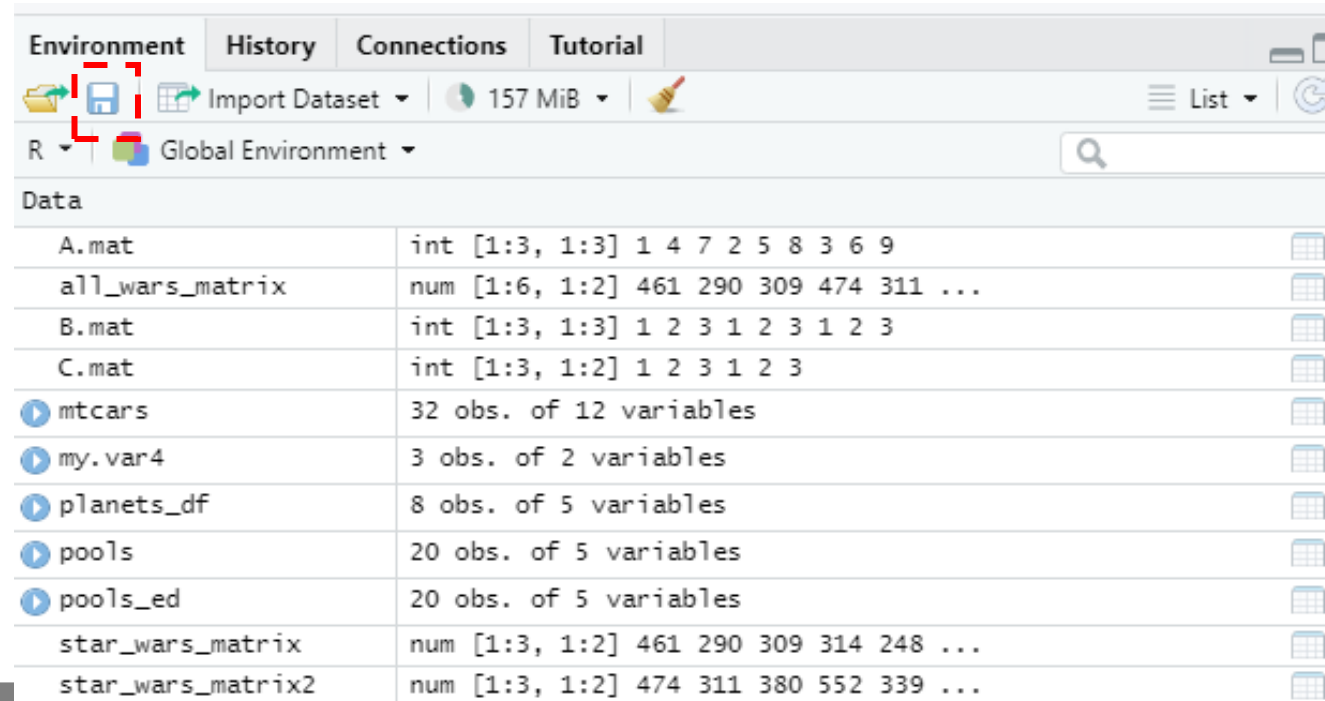 Environment History Connections Tutorial
Import Dataset 157 MiB List
R Global Environment
Data
A.mat int [1:3, 1:3] 1 4 7 2 5 8 3 6 9
all_wars_matrix num [1:6, 1:2] 461 290 309 474 311 ...
B.mat int [1:3, 1:3] 1 2 3 1 2 3 1 2 3
C.mat int [1:3, 1:2] 1 2 3 1 2 3
mtcars 32 obs. of 12 variables
my.var4 3 obs. of 2 variables
planets_df 8 obs. of 5 variables
pools 20 obs. of 5 variables
pools_ed 20 obs. of 5 variables
star_wars_matrix num [1:3, 1:2] 461 290 309 314 248 ...
star_wars_matrix2 num [1:3, 1:2] 474 311 380 552 339 ...